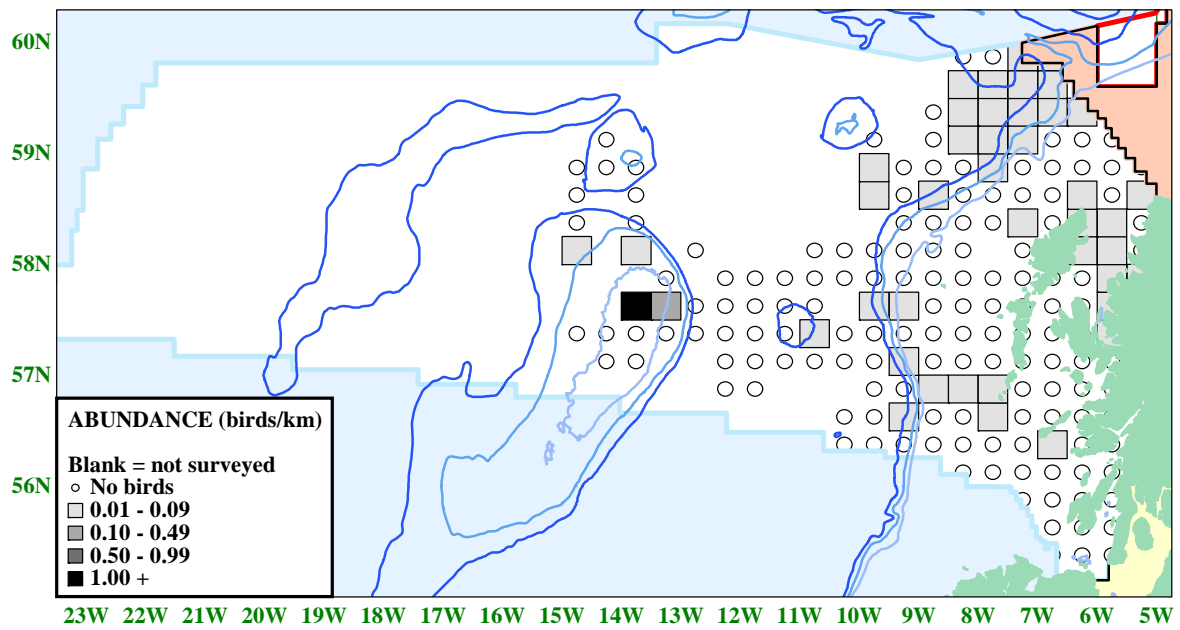 60N
59N
58N
57N
56N
ABUNDANCE (birds/km)
Blank = not surveyed
No birds
0.01 - 0.09
0.10 - 0.49
0.50 - 0.99
1.00 +
23W 22W 21W 20W 19W 18W 17W 16W 15W 14W 13W 12W 11W 10W 9W 8W 7W 6W 5W